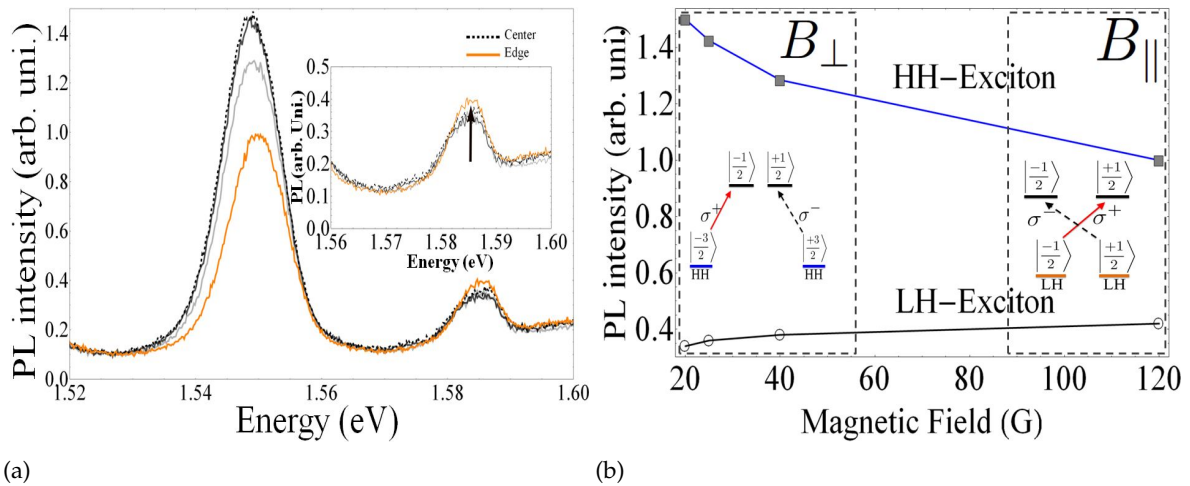 PL intensity (arb. uni.)
1.4
1.2
1.0
0.8
0.6
0.4
0.2
0.0
1.52
1.54
1.56
1.58
1.60
Energy (eV)
Center
Edge
PL(arb. Uni.)
0.5
0.4
0.3
0.2
0.1
0.0
1.56
1.57
1.58
1.59
1.60
Energy (eV)
(a)
PL intensity (arb. uni.)
1.4
1.2
1.0
0.8
0.6
0.4
B⊥
B∥
HH−Exciton
|−1/2⟩ |+1/2⟩
σ+ σ−
|−3/2⟩ |+3/2⟩
HH HH
|−1/2⟩ |+1/2⟩
σ− σ+
|−1/2⟩ |+1/2⟩
LH LH
LH−Exciton
20 40 60 80 100 120
Magnetic Field (G)
(b)